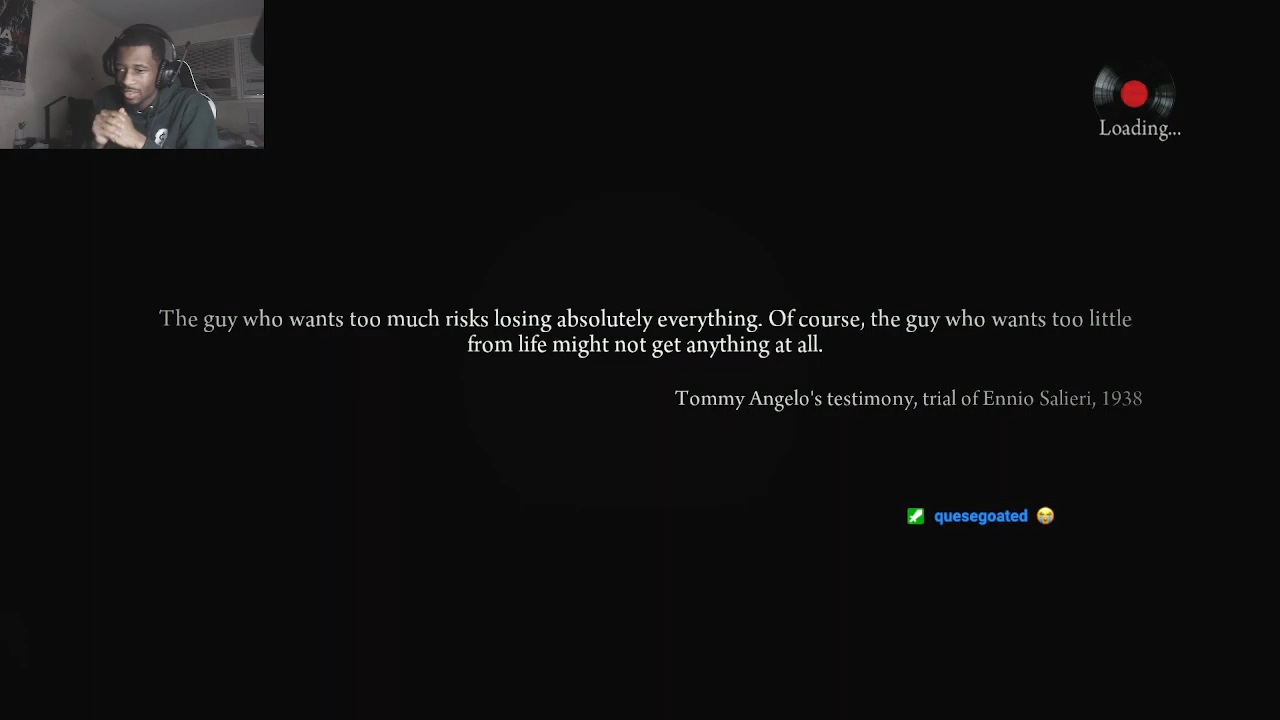 Loading...
The guy who wants too much risks losing absolutely everything. Of course, the guy who wants too little
from life might not get anything at all.
Tommy Angelo's testimony, trial of Ennio Salieri, 1938
quesegoated 😭